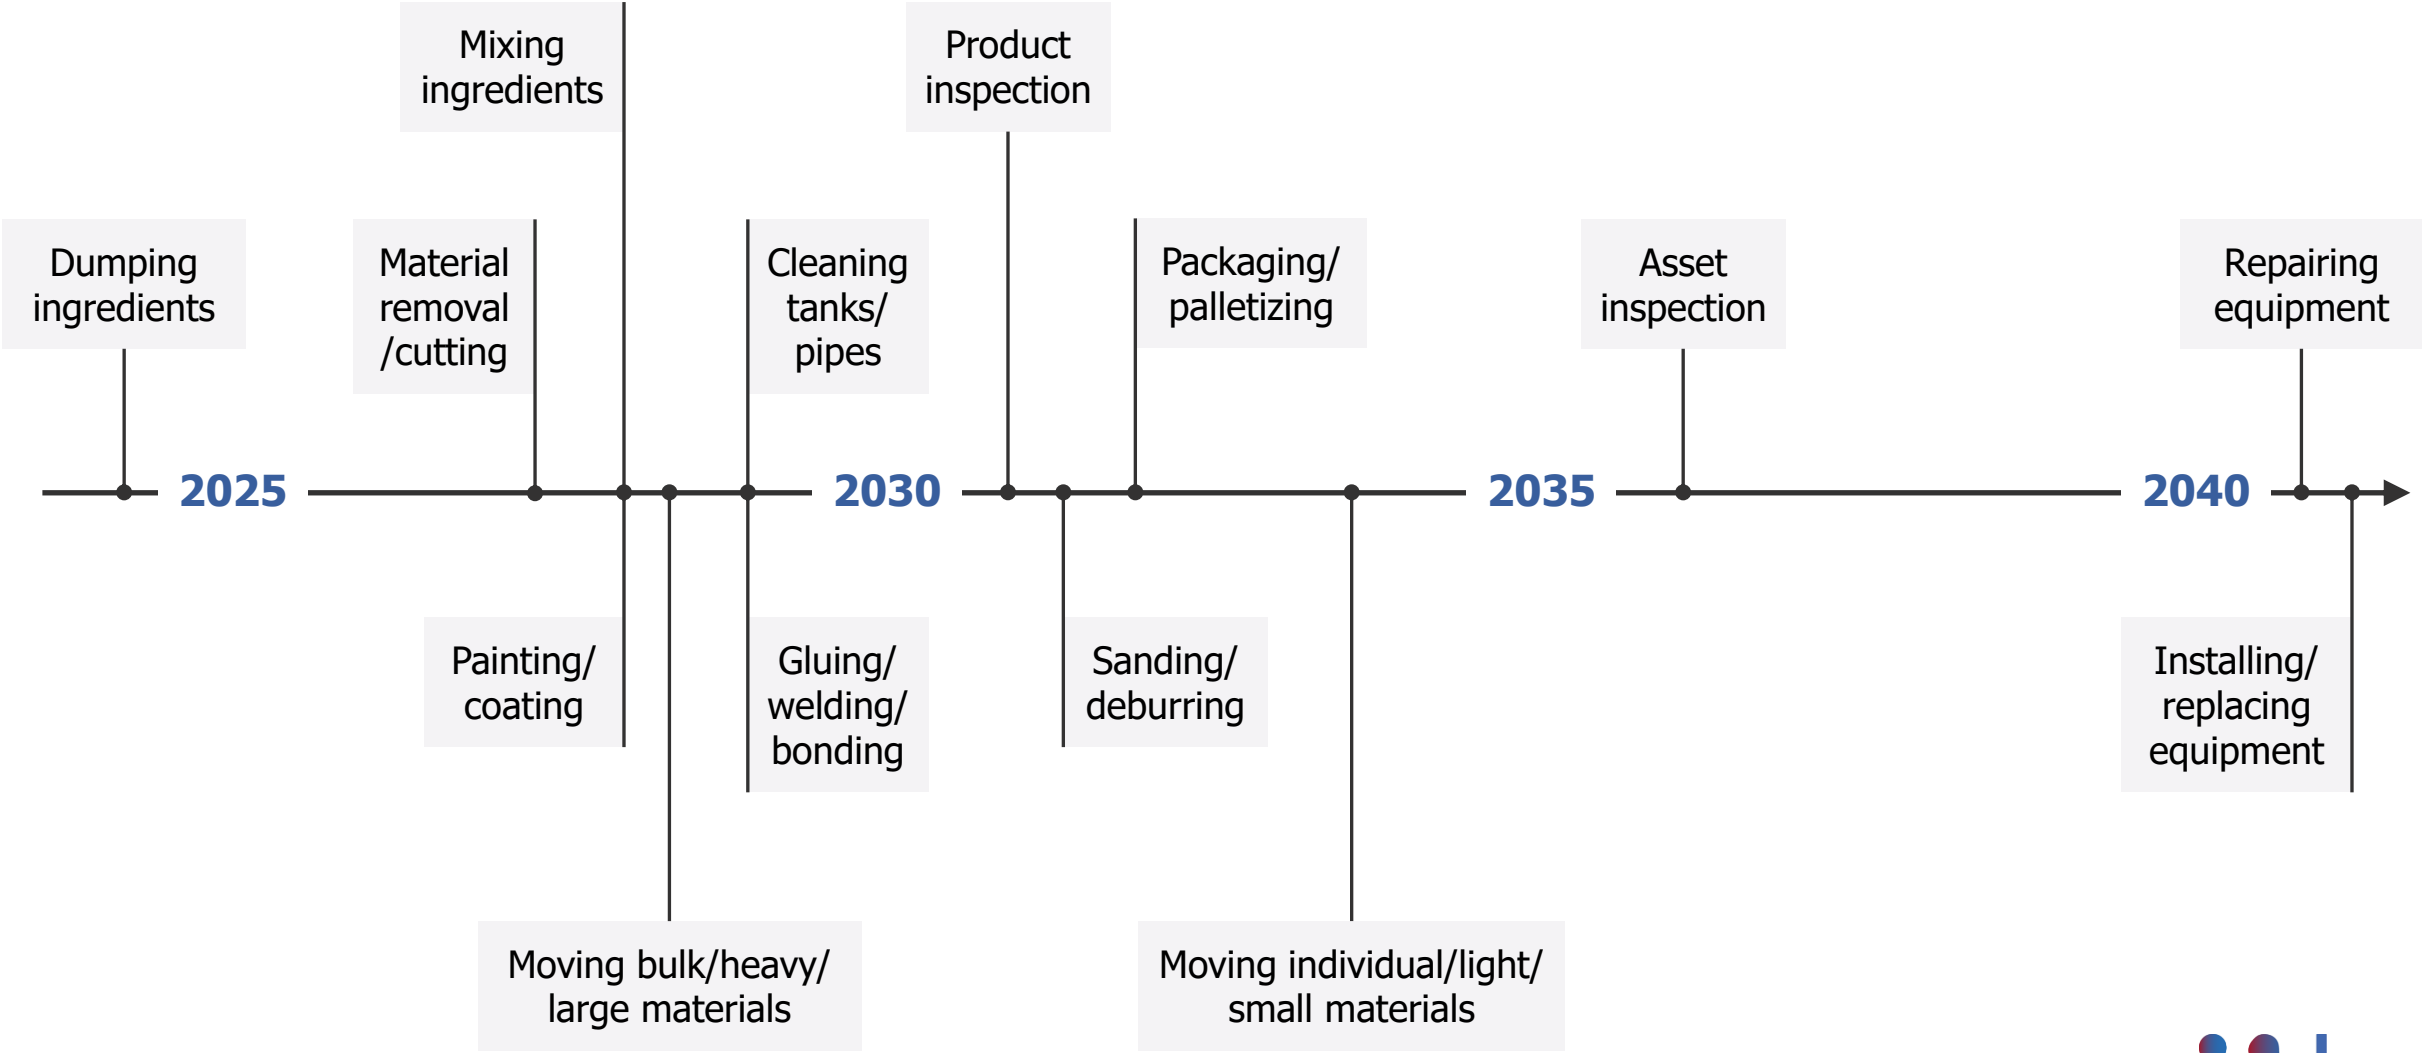 Mixing
ingredients
Product
inspection
Dumping
ingredients
Material
removal
/cutting
Cleaning
tanks/
pipes
Packaging/
palletizing
Asset
inspection
Repairing
equipment
2025
2030
2035
2040
Painting/
coating
Gluing/
welding/
bonding
Sanding/
deburring
Installing/
replacing
equipment
Moving bulk/heavy/
large materials
Moving individual/light/
small materials